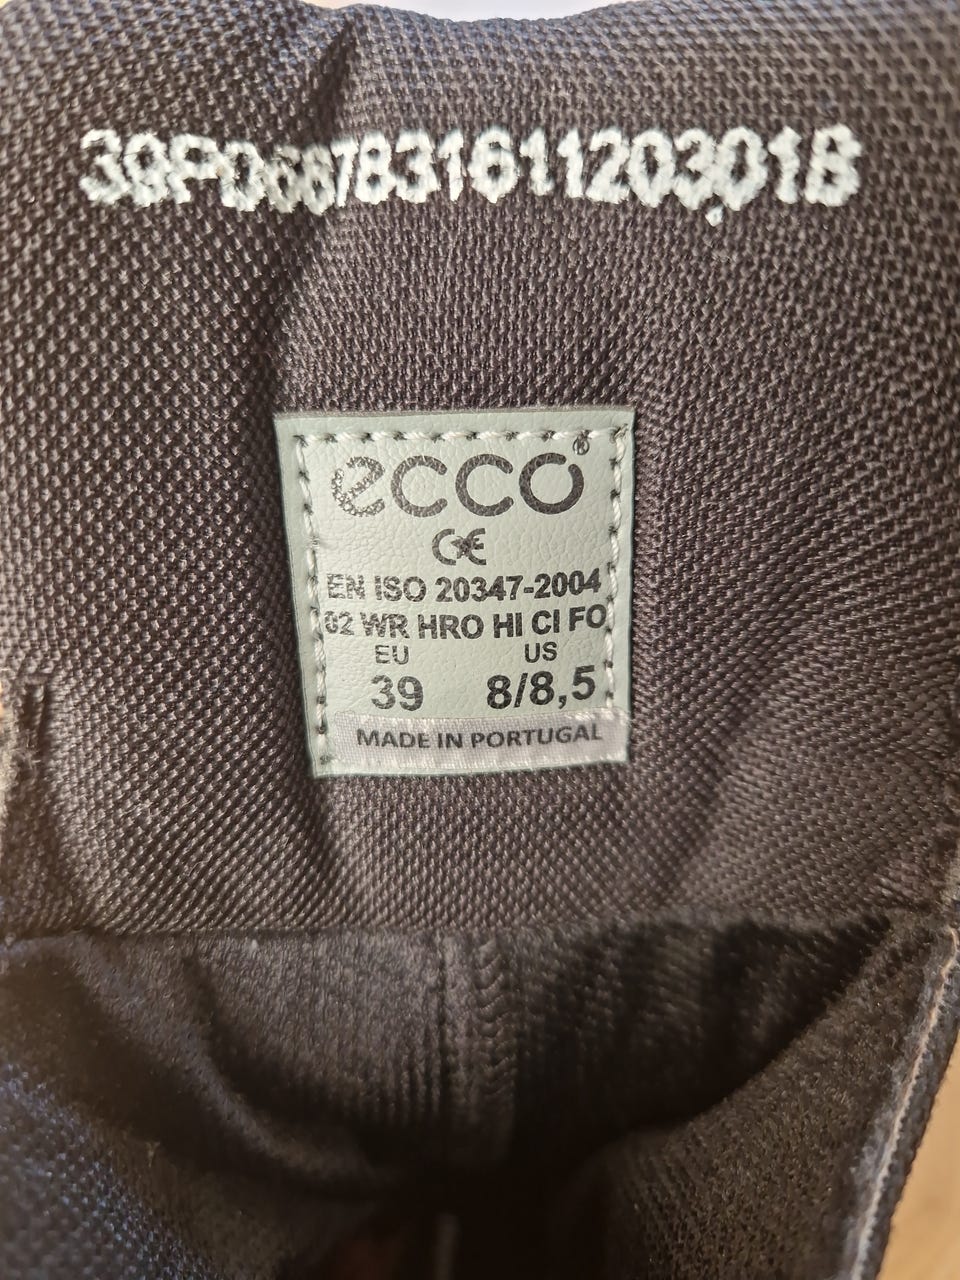 39P0667831611203018
ecco®
CE
EN ISO 20347-2004
02 WR HRO HI CI FO
EU US
39 8/8,5
MADE IN PORTUGAL